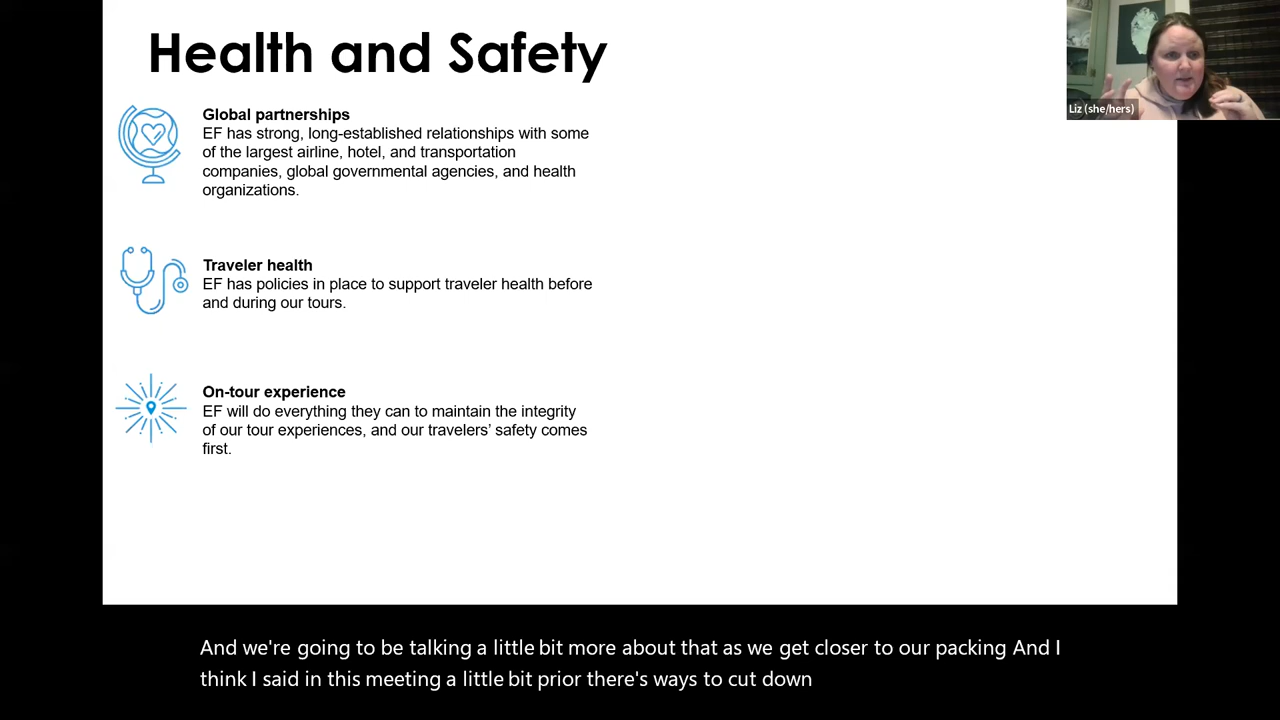 Health and Safety
Liz (she/hers)
Global partnerships
EF has strong, long-established relationships with some
of the largest airline, hotel, and transportation
companies, global governmental agencies, and health
organizations.
Traveler health
EF has policies in place to support traveler health before
and during our tours.
On-tour experience
EF will do everything they can to maintain the integrity
of our tour experiences, and our travelers’ safety comes
first.
And we're going to be talking a little bit more about that as we get closer to our packing And I
think I said in this meeting a little bit prior there's ways to cut down